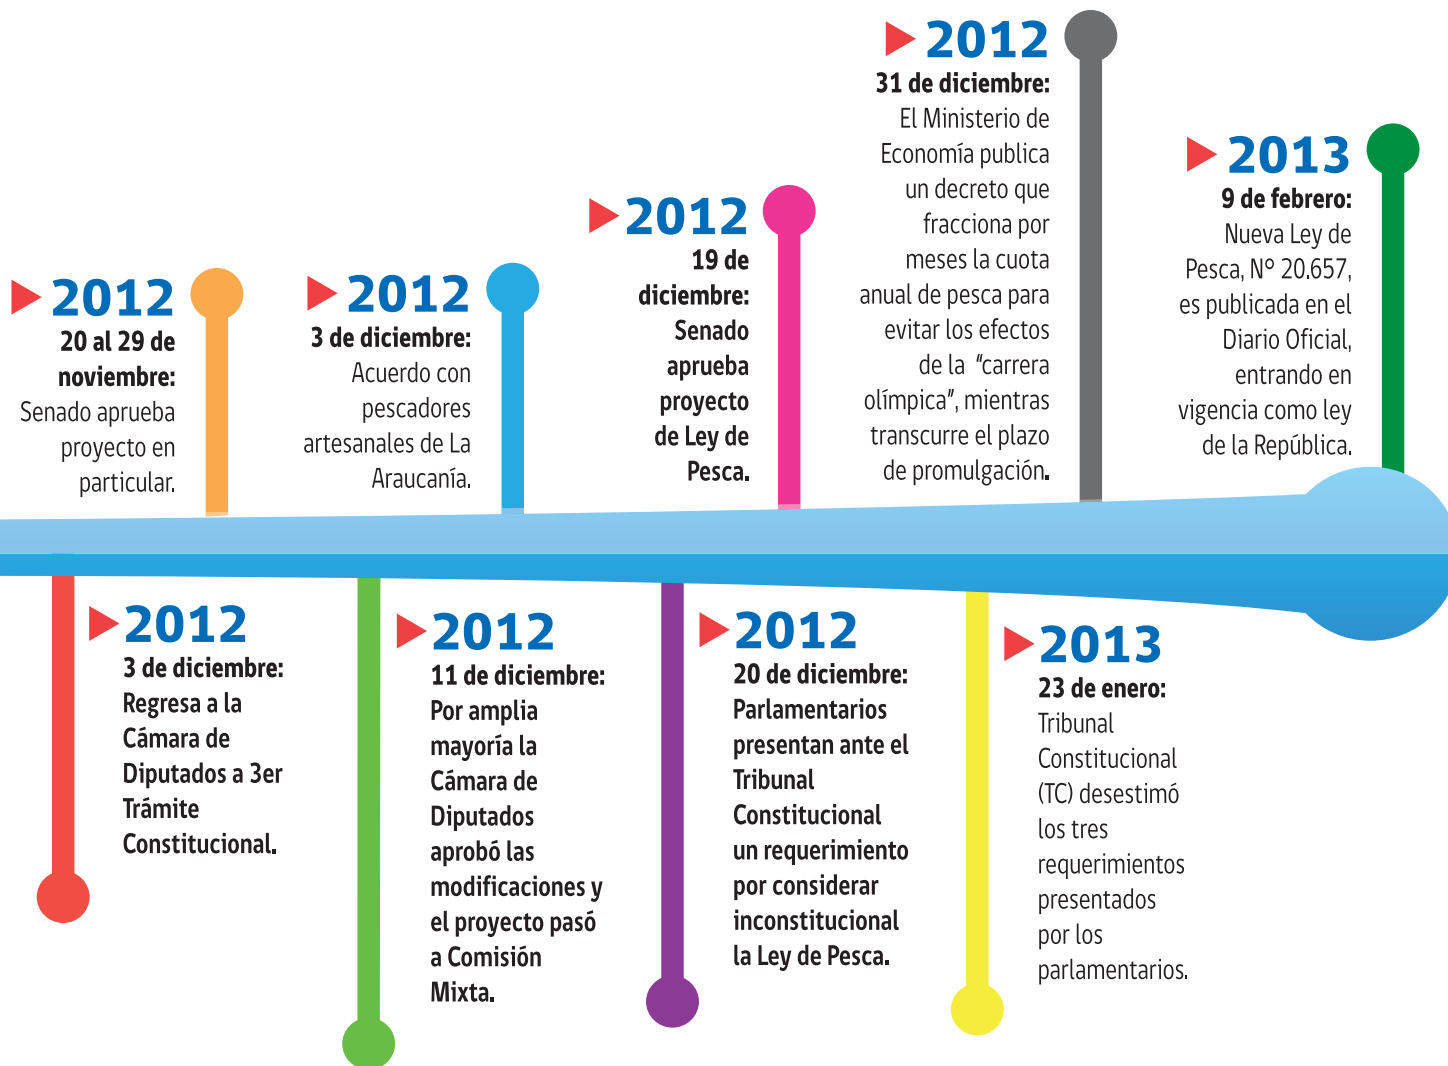 2012
20 al 29 de
noviembre:
Senado aprueba
proyecto en
particular.
2012
3 de diciembre:
Acuerdo con
pescadores
artesanales de La
Araucanía.
2012
19 de
diciembre:
Senado
aprueba
proyecto
de Ley de
Pesca.
2012
31 de diciembre:
El Ministerio de
Economía publica
un decreto que
fracciona por
meses la cuota
anual de pesca para
evitar los efectos
de la "carrera
olímpica", mientras
transcurre el plazo
de promulgación.
2013
9 de febrero:
Nueva Ley de
Pesca, Nº 20.657,
es publicada en el
Diario Oficial,
entrando en
vigencia como ley
de la República.
2012
3 de diciembre:
Regresa a la
Cámara de
Diputados a 3er
Trámite
Constitucional.
2012
11 de diciembre:
Por amplia
mayoría la
Cámara de
Diputados
aprobó las
modificaciones y
el proyecto pasó
a Comisión
Mixta.
2012
20 de diciembre:
Parlamentarios
presentan ante el
Tribunal
Constitucional
un requerimiento
por considerar
inconstitucional
la Ley de Pesca.
2013
23 de enero:
Tribunal
Constitucional
(TC) desestimó
los tres
requerimientos
presentados
por los
parlamentarios.